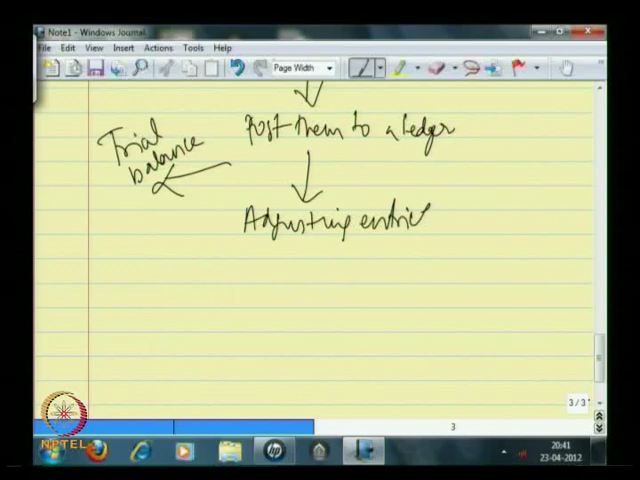 Note1 - Windows Journal
File Edit View Insert Actions Tools Help
Page Width
Post them to a ledger
Trial
balance
Adjusting entries
3/3
3
NPTEL
hp
20:41
23-04-2012